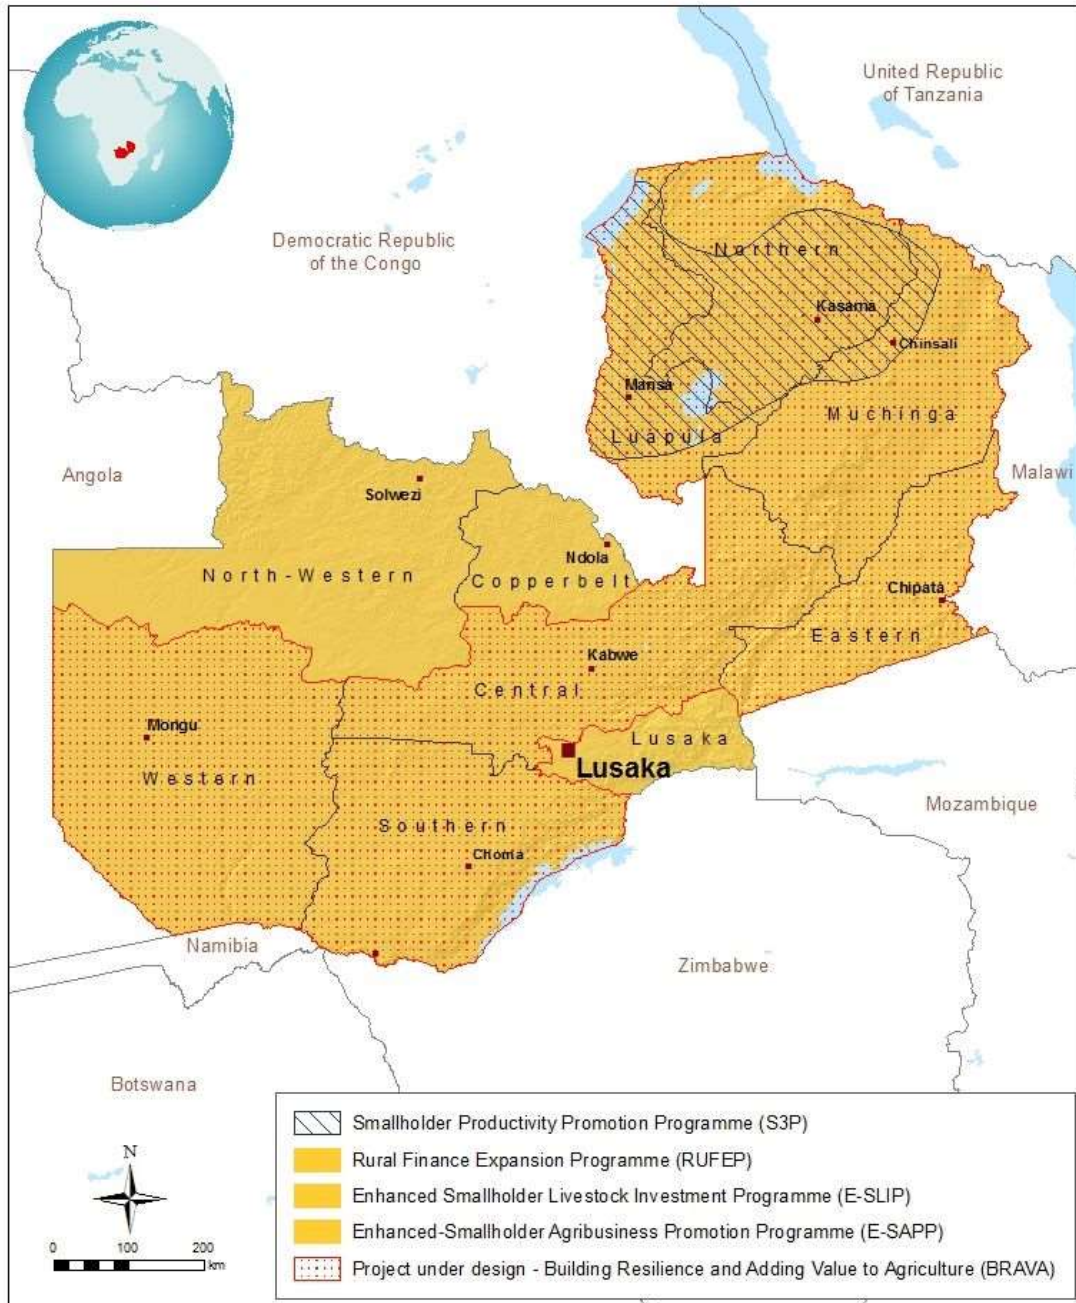 United Republic
of Tanzania
Democratic Republic
of the Congo
Northern
Kasama
Chinsali
Mansa
Muchinga
Luapula
Angola
Malawi
Solwezi
Ndola
North-Western
Copperbelt
Chipata
Eastern
Kabwe
Central
Mongu
Lusaka
Lusaka
Western
Mozambique
Southern
Choma
Namibia
Zimbabwe
Botswana
Smallholder Productivity Promotion Programme (S3P)
Rural Finance Expansion Programme (RUFEP)
Enhanced Smallholder Livestock Investment Programme (E-SLIP)
Enhanced-Smallholder Agribusiness Promotion Programme (E-SAPP)
Project under design - Building Resilience and Adding Value to Agriculture (BRAVA)
N
0 100 200
km